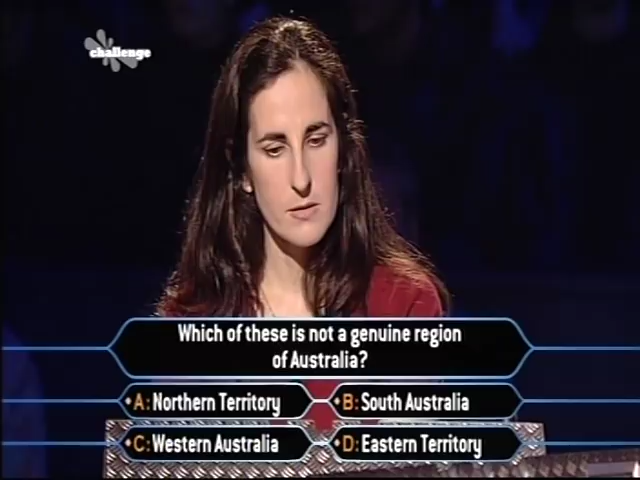 challenge
Which of these is not a genuine region
of Australia?
A: Northern Territory
B: South Australia
C: Western Australia
D: Eastern Territory